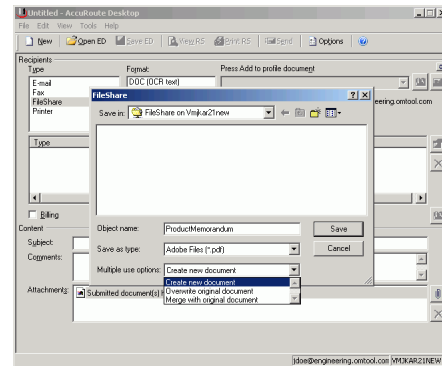 Untitled - AccuRoute Desktop
File Edit View Tools Help
New Open ED Save ED View RS Print RS Send Options
Recipients
Type Format Press Add to profile document
E-mail DOC (OCR text)
Fax
FileShare
Printer
eering.omtool.com
FileShare
Save in: FileShare on Vmjkar21new
Type
Billing
Object name: ProductMemorandum Save
Save as type: Adobe Files (*.pdf) Cancel
Multiple use options: Create new document
Create new document
Overwrite original document
Merge with original document
Content
Subject:
Comments:
Attachments: Submitted document(s)
jdoe@engineering.omtool.com VMJKAR21NEW